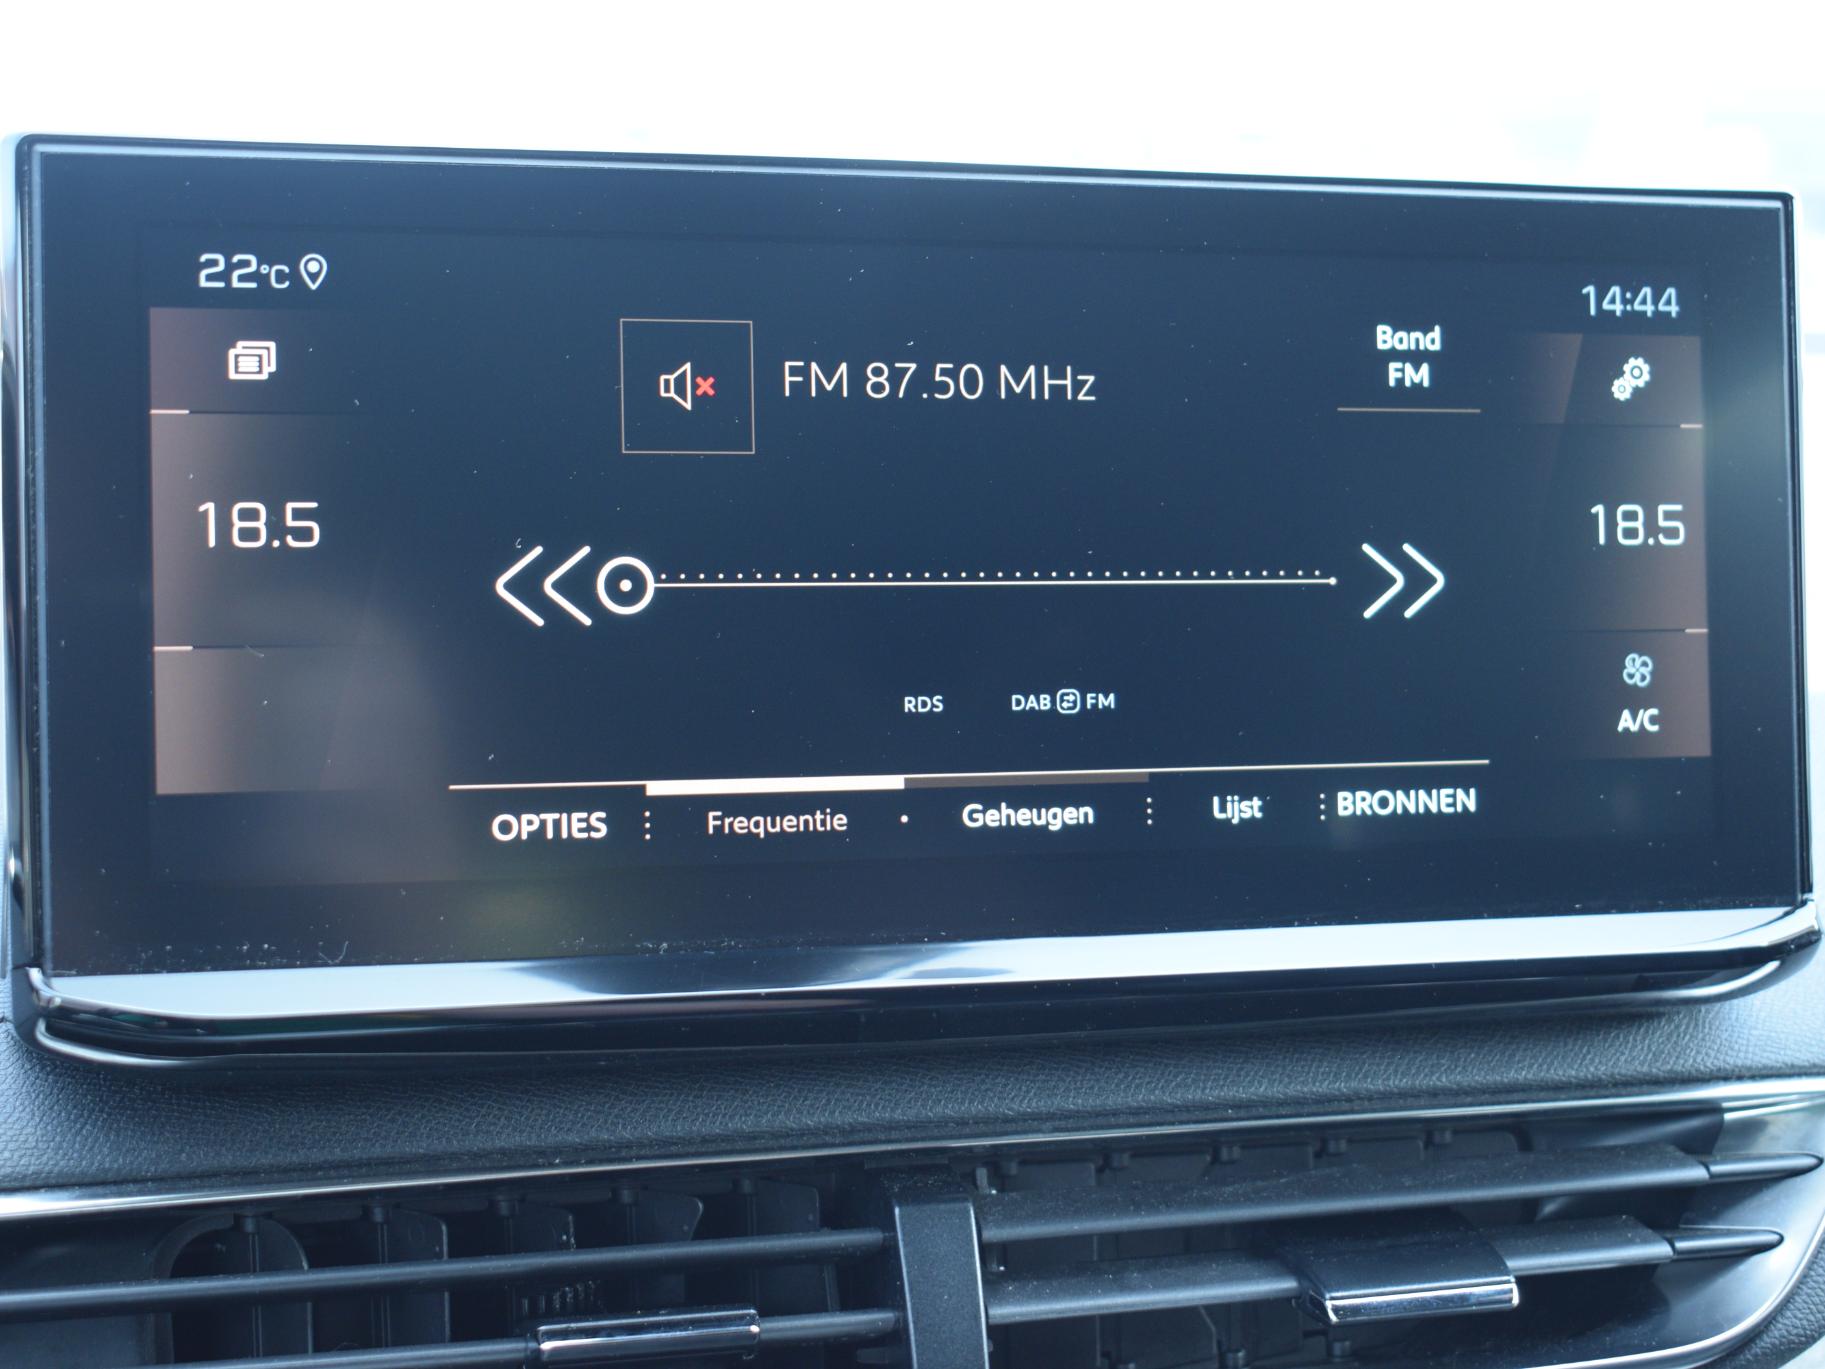 22°C
14:44
Band
FM
FM 87.50 MHz
18.5
18.5
RDS
DAB FM
A/C
OPTIES
Frequentie
Geheugen
Lijst
BRONNEN